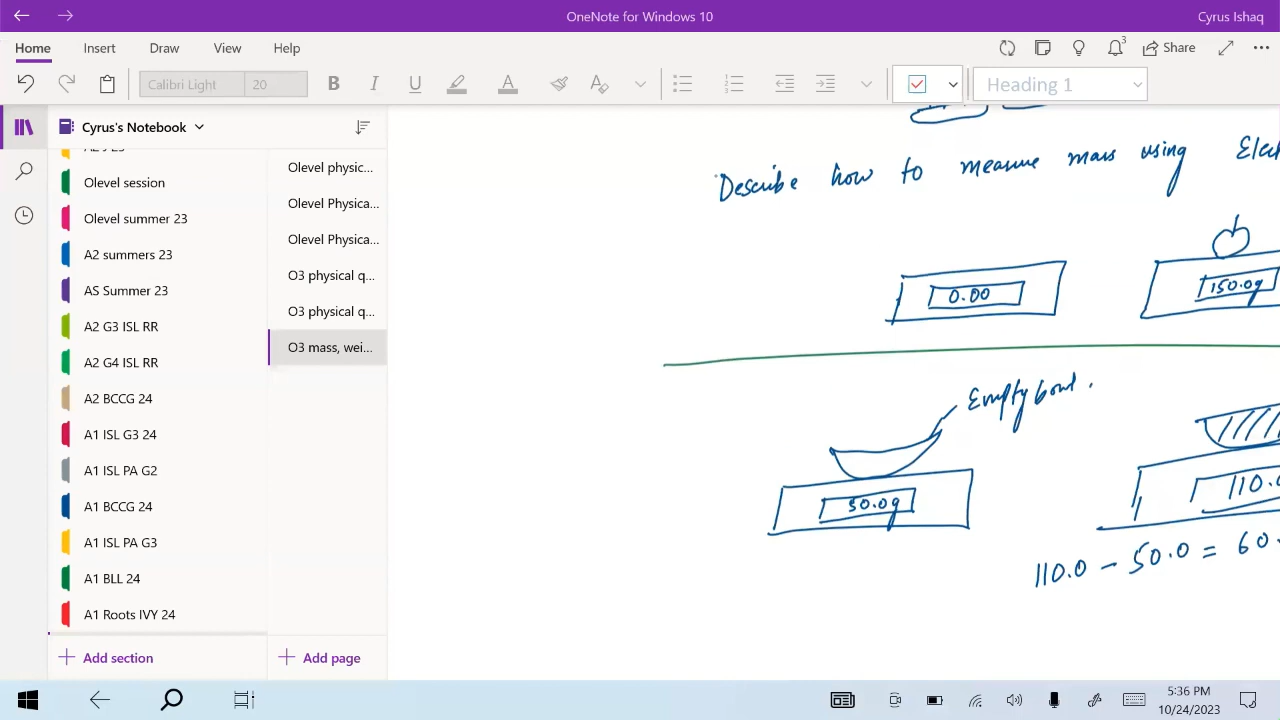 OneNote for Windows 10
Cyrus Ishaq
Home Insert Draw View Help
3
Share
Calibri Light 20 B I U A A Heading 1
Cyrus's Notebook
Olevel session
Olevel summer 23
A2 summers 23
AS Summer 23
A2 G3 ISL RR
A2 G4 ISL RR
A2 BCCG 24
A1 ISL G3 24
A1 ISL PA G2
A1 BCCG 24
A1 ISL PA G3
A1 BLL 24
A1 Roots IVY 24
Add section
Olevel physic...
Olevel Physica...
Olevel Physica...
O3 physical q...
O3 physical q...
O3 mass, wei...
Add page
Describe how to measure mass using Elect
0.00
150.0g
Empty bowl.
50.0g
110.0
110.0 - 50.0 = 60.
5:36 PM
10/24/2023